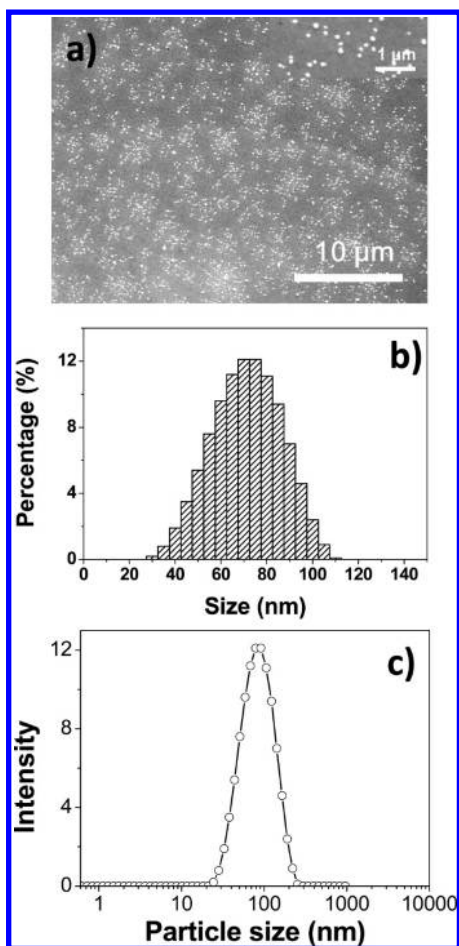 a)
1 μm
10 μm
b)
Percentage (%)
12
8
4
0
0 20 40 60 80 100 120 140
Size (nm)
c)
Intensity
12
8
4
0
1 10 100 1000 10000
Particle size (nm)